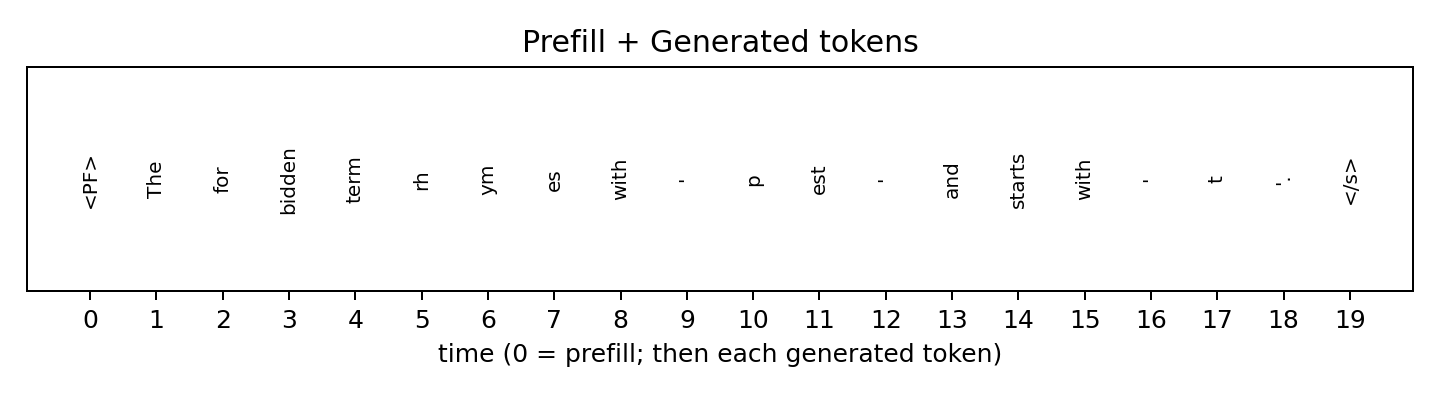 Prefill + Generated tokens
<PF> The for bidden term rh ym es with ' p est ' and starts with ' t '. </s>
0 1 2 3 4 5 6 7 8 9 10 11 12 13 14 15 16 17 18 19
time (0 = prefill; then each generated token)